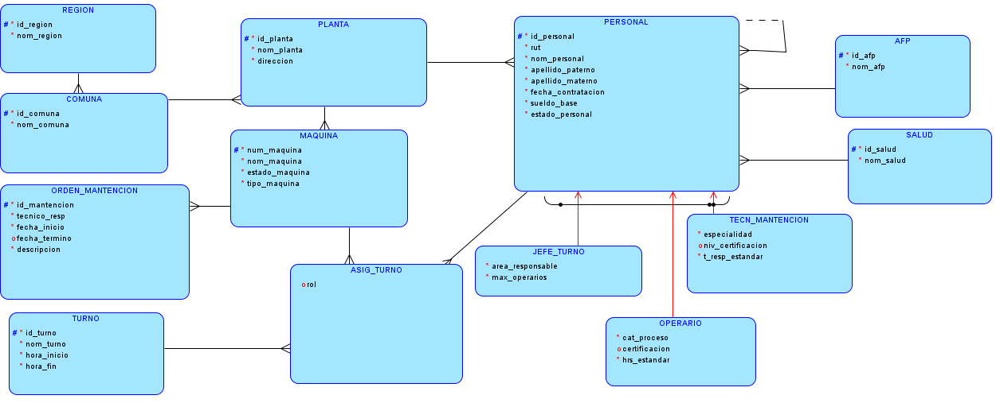 REGION
# * id_region
* nom_region
COMUNA
# * id_comuna
* nom_comuna
PLANTA
# * id_planta
* nom_planta
* direccion
MAQUINA
# * num_maquina
* nom_maquina
* estado_maquina
* tipo_maquina
ORDEN_MANTENCION
# * id_mantencion
* tecnico_resp
* fecha_inicio
o fecha_termino
* descripcion
TURNO
# * id_turno
* nom_turno
* hora_inicio
* hora_fin
ASIG_TURNO
o rol
PERSONAL
# * id_personal
* rut
* nom_personal
* apellido_paterno
* apellido_materno
* fecha_contratacion
* sueldo_base
* estado_personal
AFP
# * id_afp
* nom_afp
SALUD
# * id_salud
* nom_salud
JEFE_TURNO
* area_responsable
* max_operarios
TECN_MANTENCION
* especialidad
o niv_certificacion
* t_resp_estandar
OPERARIO
* cat_proceso
o certificacion
* hrs_estandar